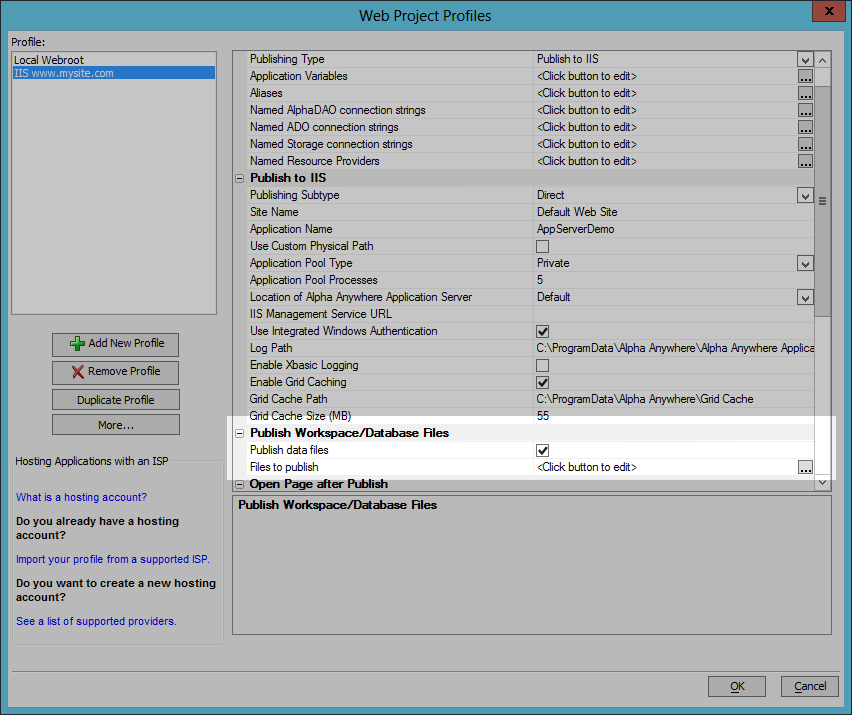 Web Project Profiles
x
Profile:
Local Webroot
IIS www.mysite.com
Add New Profile
Remove Profile
Duplicate Profile
More...
Hosting Applications with an ISP
What is a hosting account?
Do you already have a hosting
account?
Import your profile from a supported ISP.
Do you want to create a new hosting
account?
See a list of supported providers.
Publishing Type Publish to IIS
Application Variables <Click button to edit> ...
Aliases <Click button to edit> ...
Named AlphaDAO connection strings <Click button to edit> ...
Named ADO connection strings <Click button to edit> ...
Named Storage connection strings <Click button to edit> ...
Named Resource Providers <Click button to edit> ...
Publish to IIS
Publishing Subtype Direct
Site Name Default Web Site
Application Name AppServerDemo
Use Custom Physical Path
Application Pool Type Private
Application Pool Processes 5
Location of Alpha Anywhere Application Server Default
IIS Management Service URL
Use Integrated Windows Authentication
Log Path C:\ProgramData\Alpha Anywhere\Alpha Anywhere Applica
Enable Xbasic Logging
Enable Grid Caching
Grid Cache Path C:\ProgramData\Alpha Anywhere\Grid Cache
Grid Cache Size (MB) 55
Publish Workspace/Database Files
Publish data files
Files to publish <Click button to edit> ...
Open Page after Publish
Publish Workspace/Database Files
OK Cancel